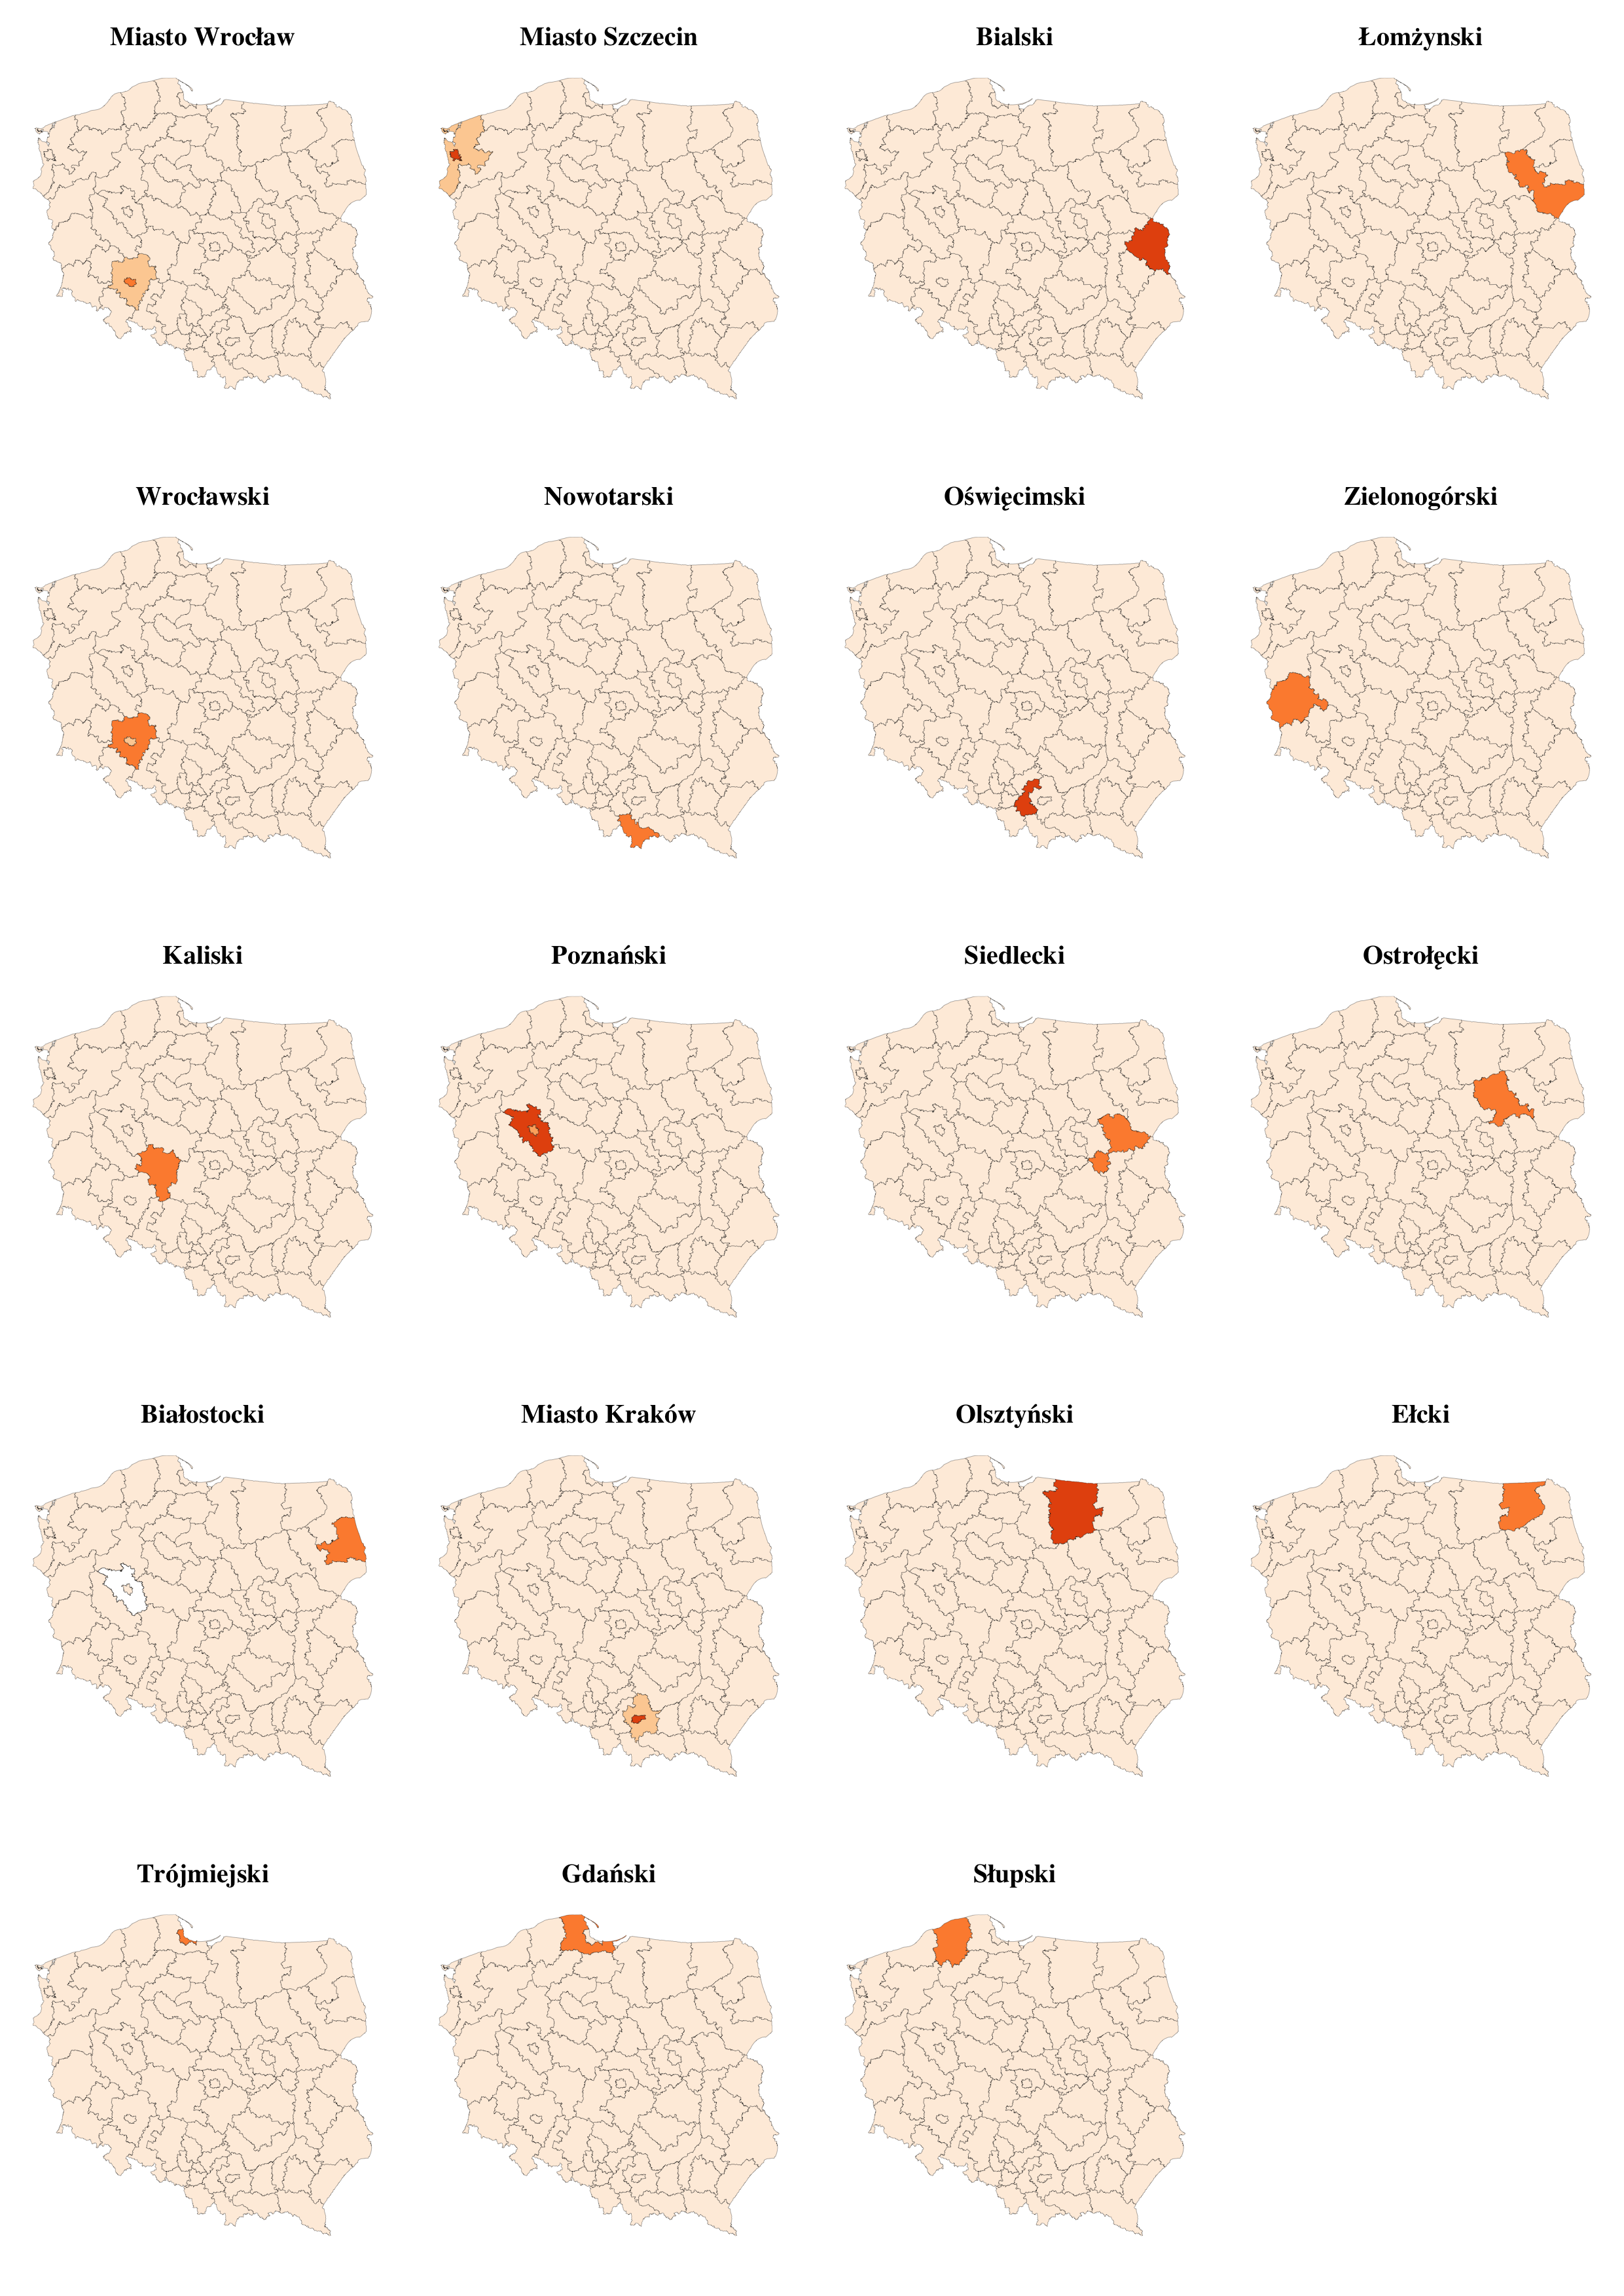 Miasto Wrocław
Miasto Szczecin
Bialski
Łomżynski
Wrocławski
Nowotarski
Oświęcimski
Zielonogórski
Kaliski
Poznański
Siedlecki
Ostrołęcki
Białostocki
Miasto Kraków
Olsztyński
Ełcki
Trójmiejski
Gdański
Słupski